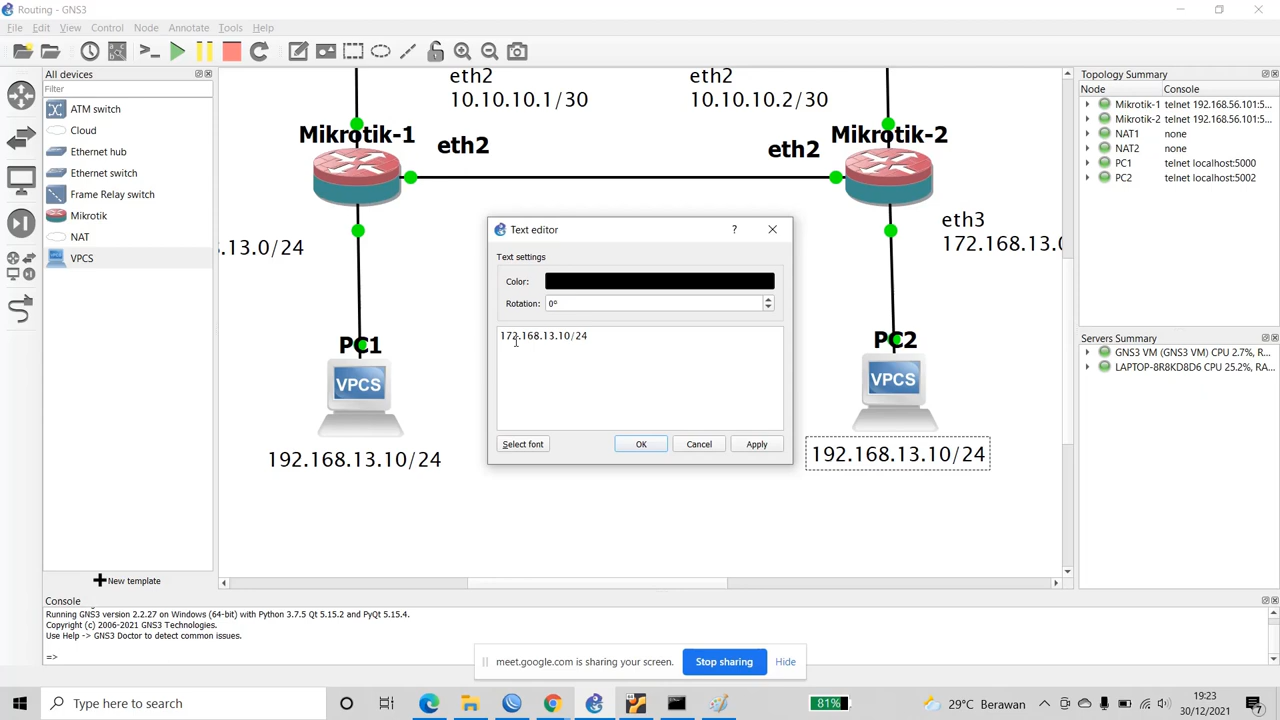 Routing - GNS3
File Edit View Control Node Annotate Tools Help
All devices
Filter
ATM switch
Cloud
Ethernet hub
Ethernet switch
Frame Relay switch
Mikrotik
NAT
VPCS
New template
eth2
10.10.10.1/30
eth2
10.10.10.2/30
Mikrotik-1
eth2
eth2
Mikrotik-2
.13.0/24
eth3
172.168.13.0
PC1
VPCS
192.168.13.10/24
PC2
VPCS
192.168.13.10/24
Text editor
?
Text settings
Color:
Rotation: 0º
172.168.13.10/24
Select font OK Cancel Apply
Topology Summary
Node Console
Mikrotik-1 telnet 192.168.56.101:5...
Mikrotik-2 telnet 192.168.56.101:5...
NAT1 none
NAT2 none
PC1 telnet localhost:5000
PC2 telnet localhost:5002
Servers Summary
GNS3 VM (GNS3 VM) CPU 2.7%, R...
LAPTOP-8R8KD8D6 CPU 25.2%, RA...
Console
Running GNS3 version 2.2.27 on Windows (64-bit) with Python 3.7.5 Qt 5.15.2 and PyQt 5.15.4.
Copyright (c) 2006-2021 GNS3 Technologies.
Use Help -> GNS3 Doctor to detect common issues.
=>
meet.google.com is sharing your screen. Stop sharing Hide
Type here to search
81%
29°C Berawan
19:23
30/12/2021
7